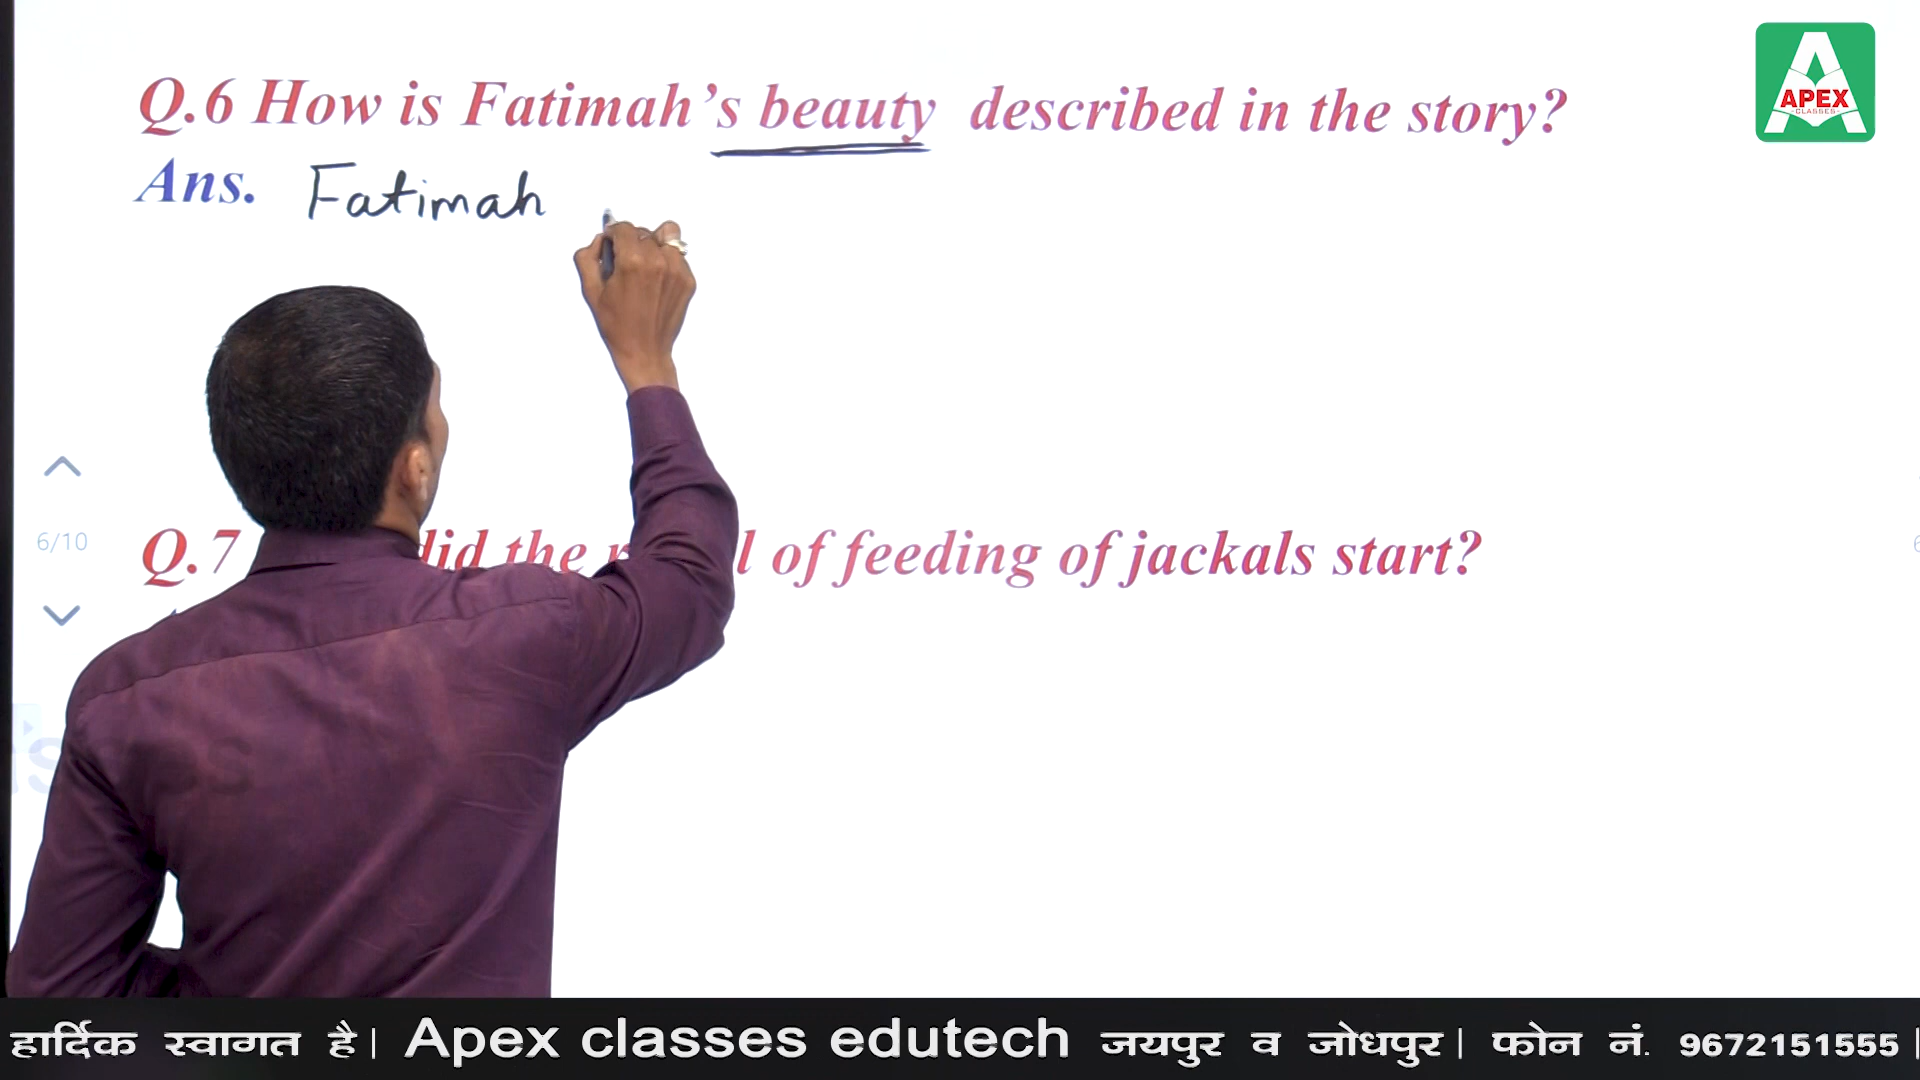 Q.6 How is Fatimah's beauty described in the story?
Ans. Fatimah
APEX
CLASSES
6/10
Q.7 did the l of feeding of jackals start?
हार्दिक स्वागत है| Apex classes edutech जयपुर व जोधपुर| फोन नं. 9672151555|